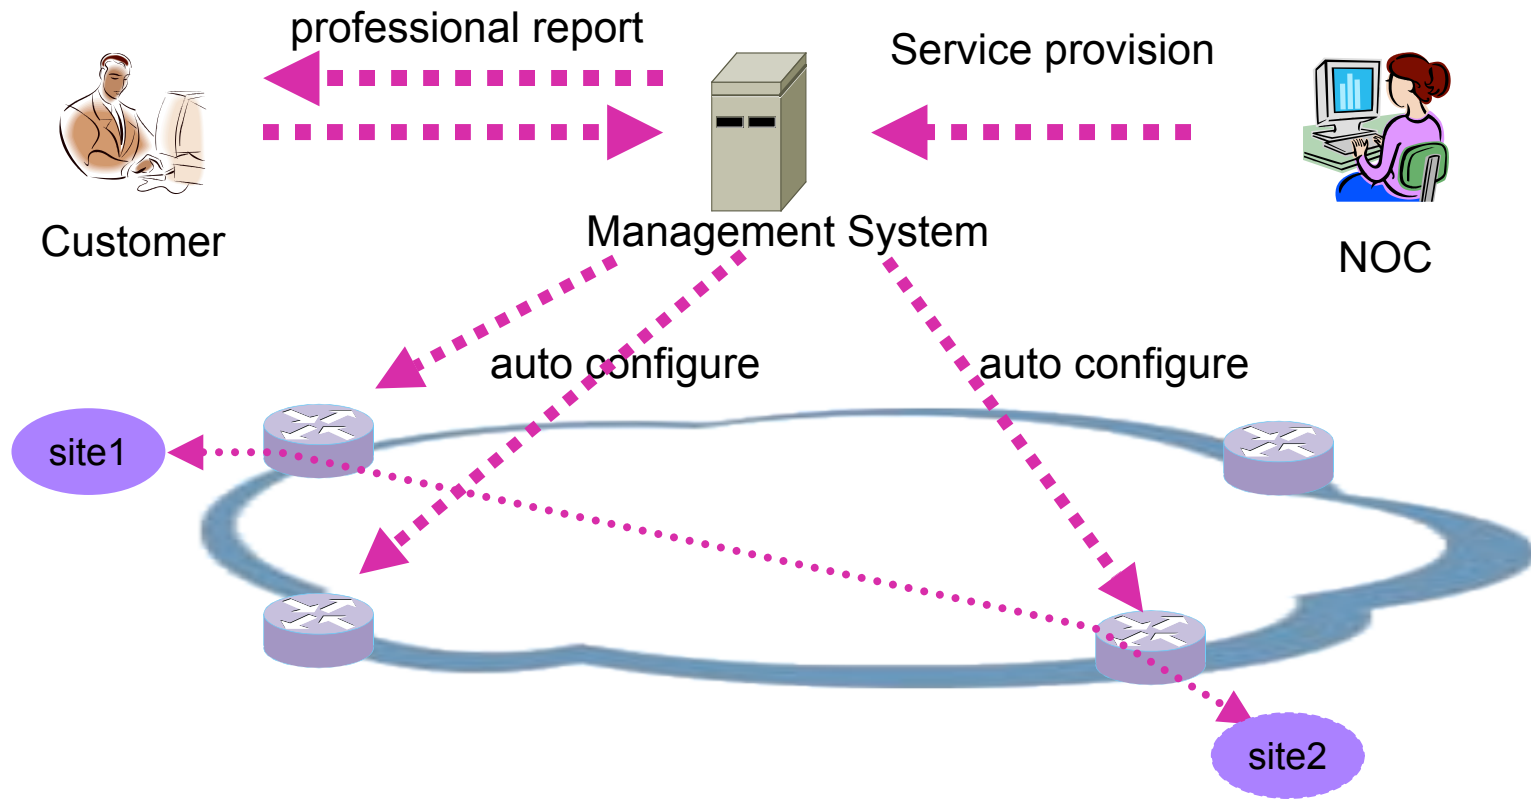 professional report
Service provision
Customer
Management System
NOC
auto configure
auto configure
site1
site2